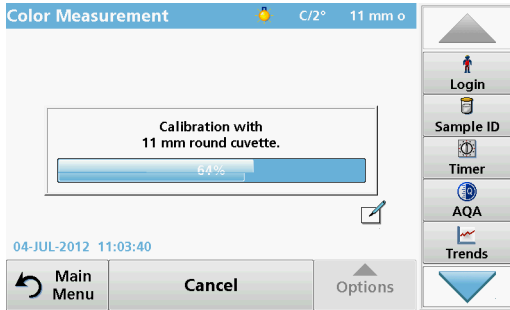 Color Measurement C/2° 11 mm o
Login
Sample ID
Timer
AQA
Trends
Calibration with
11 mm round cuvette.
64%
04-JUL-2012 11:03:40
Main
Menu
Cancel
Options